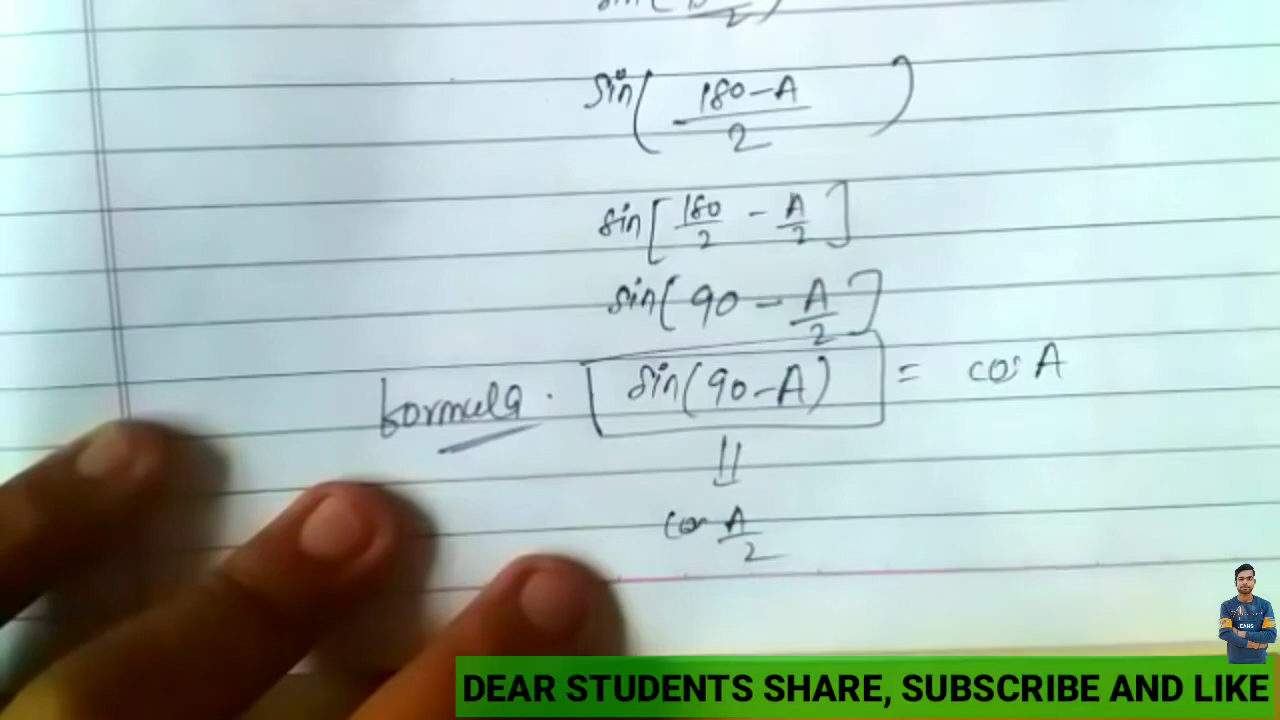 sin(180-A/2)
sin[180/2 - A/2]
sin(90 - A/2]
formula. sin(90-A) = cos A
||
cos A/2
DEAR STUDENTS SHARE, SUBSCRIBE AND LIKE